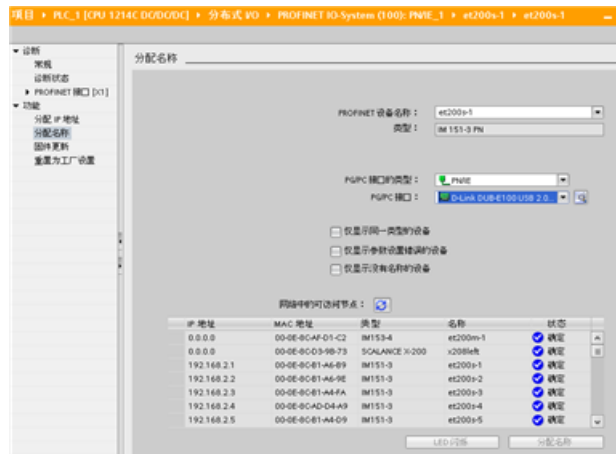 项目 ▸ PLC_1 [CPU 1214C DC/DC/DC] ▸ 分布式 I/O ▸ PROFINET IO-System (100): PN/IE_1 ▸ et200s-1 ▸ et200s-1
诊断
常规
诊断状态
PROFINET 接口 [X1]
功能
分配 IP 地址
分配名称
固件更新
重置为工厂设置
分配名称
PROFINET 设备名称： et200s-1
类型： IM 151-3 PN
PG/PC 接口的类型： PN/IE
PG/PC 接口： D-Link DUB-E100 USB 2.0...
仅显示同一类型的设备
仅显示参数设置错误的设备
仅显示没有名称的设备
网络中的可访问节点：
IP 地址 MAC 地址 类型 名称 状态
0.0.0.0 00-0E-8C-AF-D1-C2 IM153-4 et200m-1 确定
0.0.0.0 00-0E-8C-D3-9B-73 SCALANCE X-200 x208left 确定
192.168.2.1 00-0E-8C-B1-A6-B9 IM151-3 et200s-1 确定
192.168.2.2 00-0E-8C-B1-A6-9E IM151-3 et200s-2 确定
192.168.2.3 00-0E-8C-B1-A4-FA IM151-3 et200s-3 确定
192.168.2.4 00-0E-8C-AD-D4-A9 IM151-3 et200s-4 确定
192.168.2.5 00-0E-8C-B1-A4-D9 IM151-3 et200s-5 确定
LED 闪烁 分配名称